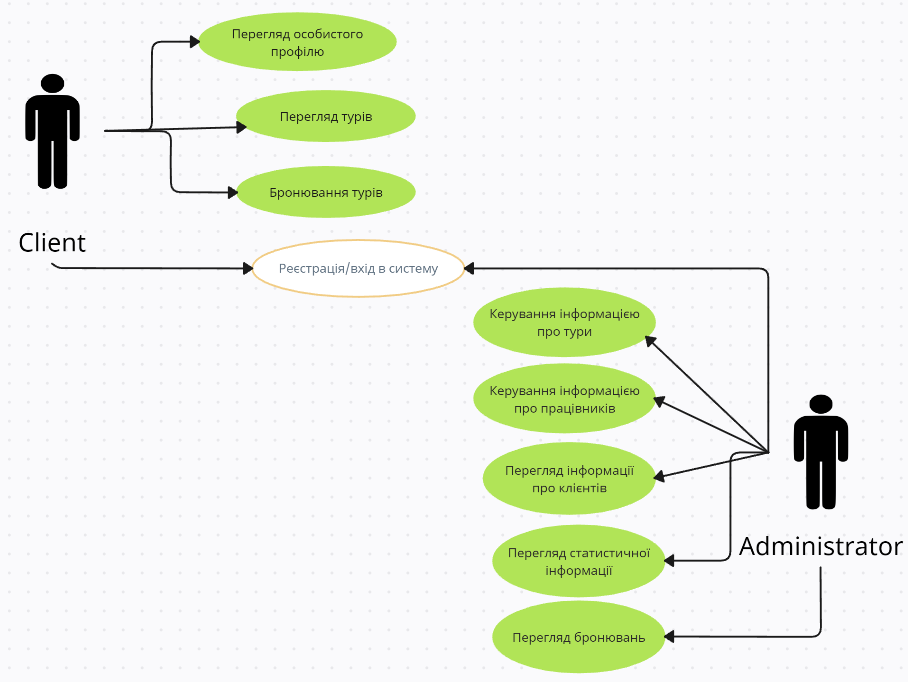 Перегляд особистого
профілю
Перегляд турів
Бронювання турів
Client
Реєстрація/вхід в систему
Керування інформацією
про тури
Керування інформацією
про працівників
Перегляд інформації
про клієнтів
Перегляд статистичної
інформації
Administrator
Перегляд бронювань